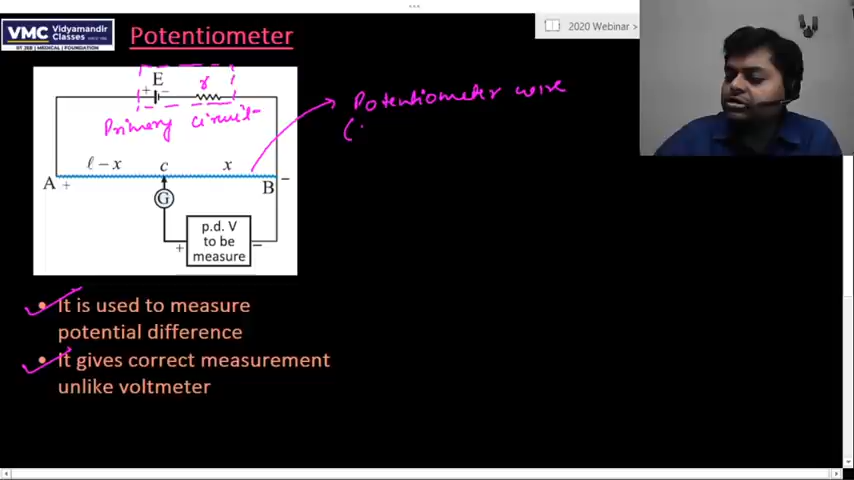 VMC
Vidyamandir
Classes
IIT JEE | MEDICAL | FOUNDATION
Potentiometer
2020 Webinar
E
+ −
r
Primary circuit
Potentiometer wire
(
ℓ − x
c
x
A +
B −
G
p.d. V
to be
measure
+ −
• It is used to measure
potential difference
• It gives correct measurement
unlike voltmeter